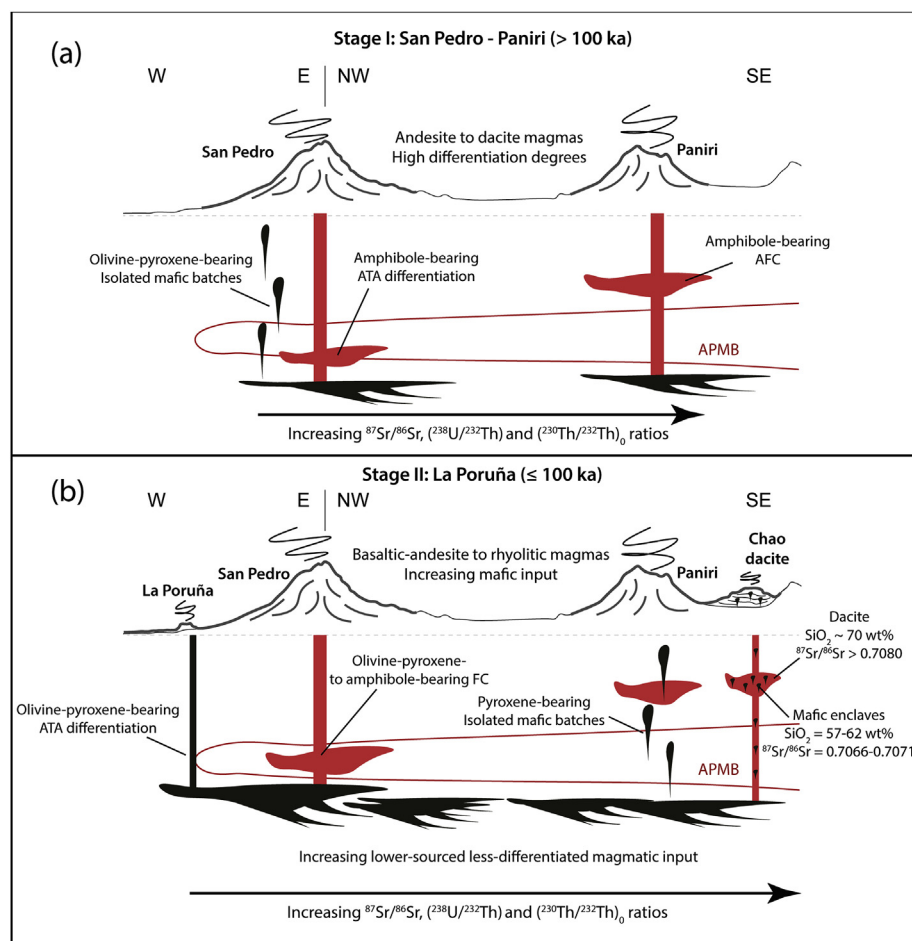 (a)
Stage I: San Pedro - Paniri (> 100 ka)
W
E
NW
SE
San Pedro
Andesite to dacite magmas
High differentiation degrees
Paniri
Olivine-pyroxene-bearing
Isolated mafic batches
Amphibole-bearing
ATA differentiation
Amphibole-bearing
AFC
APMB
Increasing ⁸⁷Sr/⁸⁶Sr, (²³⁸U/²³²Th) and (²³⁰Th/²³²Th)₀ ratios
(b)
Stage II: La Poruña (≤ 100 ka)
W
E
NW
SE
La Poruña
San Pedro
Basaltic-andesite to rhyolitic magmas
Increasing mafic input
Paniri
Chao
dacite
Dacite
SiO₂ ~ 70 wt%
⁸⁷Sr/⁸⁶Sr > 0.7080
Olivine-pyroxene-bearing
ATA differentiation
Olivine-pyroxene-
to amphibole-bearing FC
Pyroxene-bearing
Isolated mafic batches
Mafic enclaves
SiO₂ = 57-62 wt%
⁸⁷Sr/⁸⁶Sr = 0.7066-0.7071
APMB
Increasing lower-sourced less-differentiated magmatic input
Increasing ⁸⁷Sr/⁸⁶Sr, (²³⁸U/²³²Th) and (²³⁰Th/²³²Th)₀ ratios